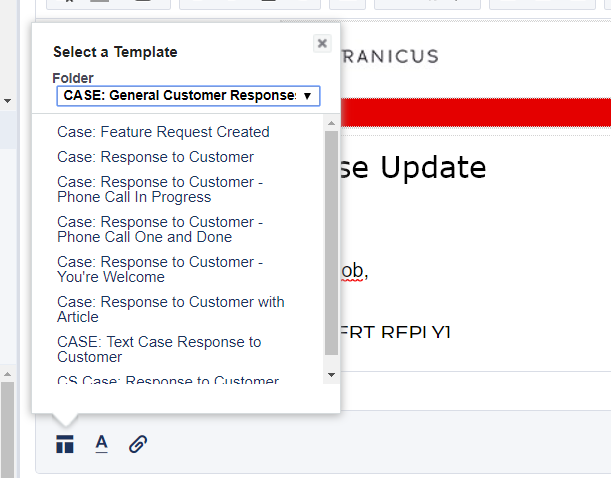 Select a Template
RANICUS
Folder
CASE: General Customer Response
Case: Feature Request Created
Case: Response to Customer
se Update
Case: Response to Customer -
Phone Call In Progress
Case: Response to Customer -
Phone Call One and Done
Case: Response to Customer -
You're Welcome
ob,
Case: Response to Customer with
Article
CASE: Text Case Response to
Customer
CS Case: Response to Customer
A